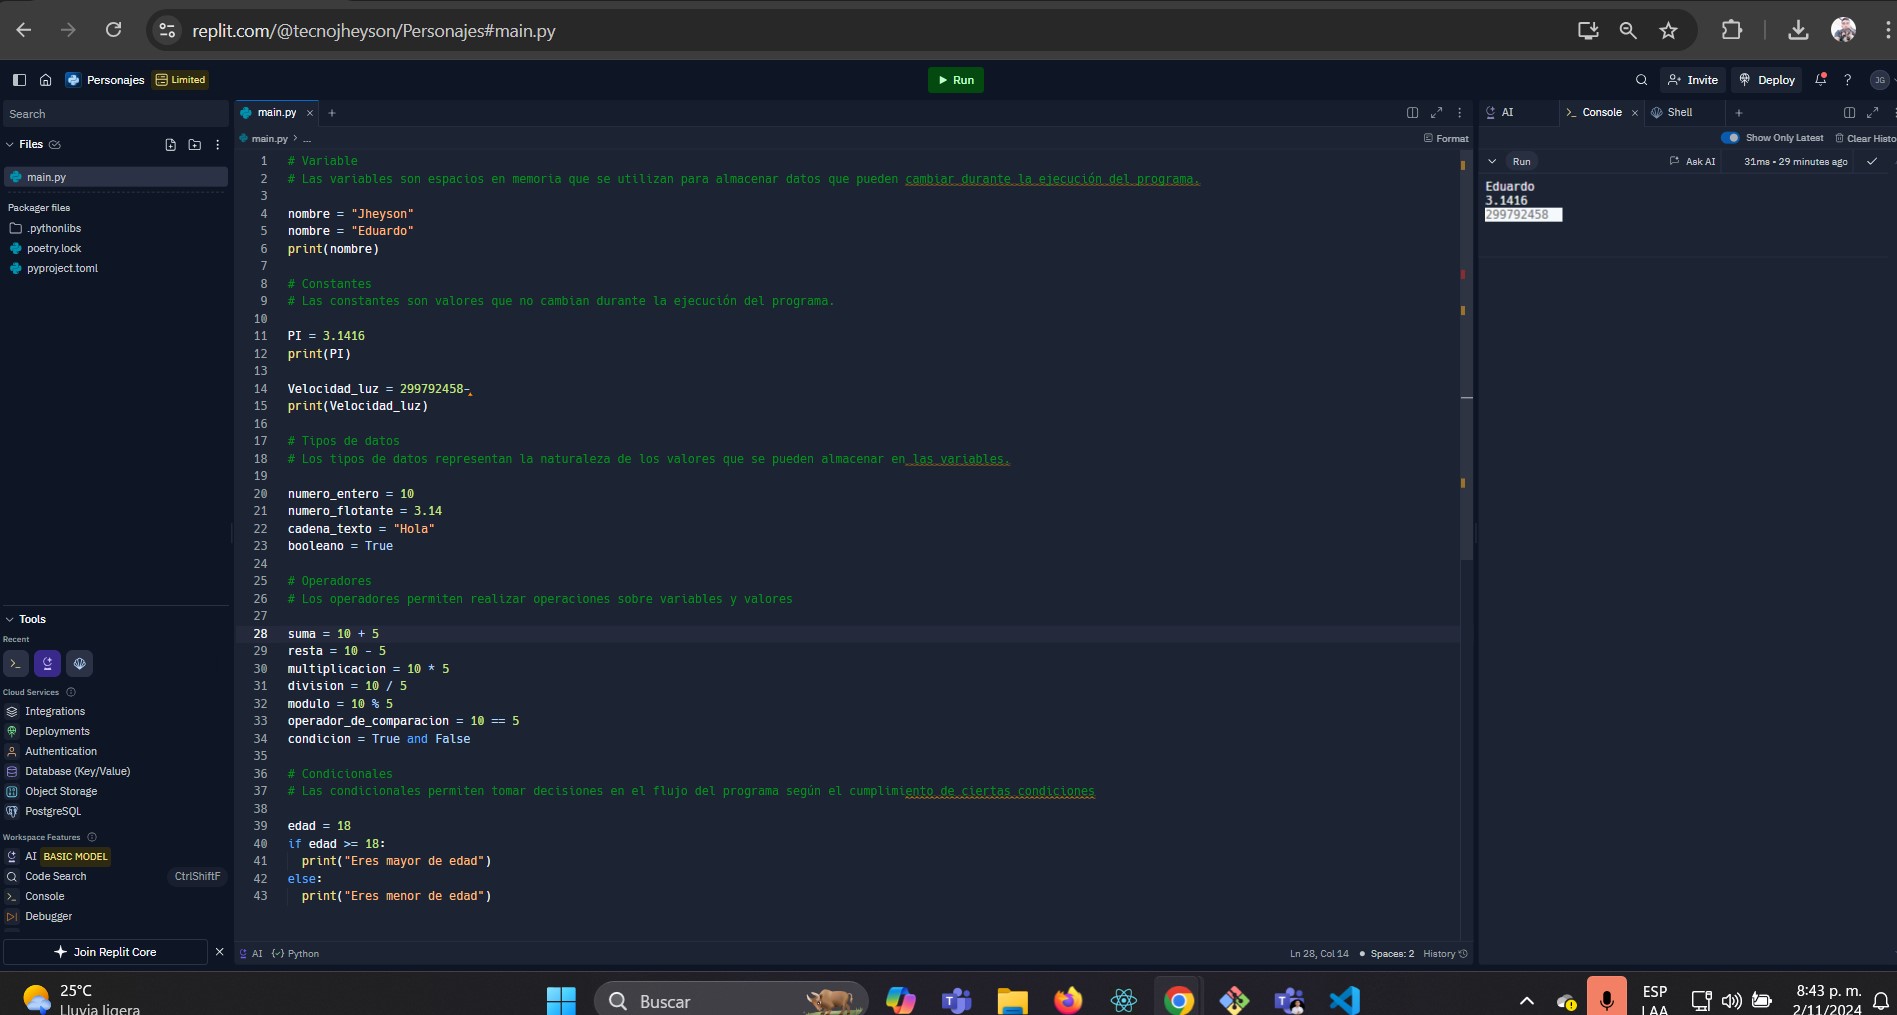 replit.com/@tecnojheyson/Personajes#main.py
Personajes
Limited
Run
Invite
Deploy
?
JG
Search
Files
main.py
Packager files
.pythonlibs
poetry.lock
pyproject.toml
Tools
Recent
Cloud Services
Integrations
Deployments
Authentication
Database (Key/Value)
Object Storage
PostgreSQL
Workspace Features
AI BASIC MODEL
Code Search CtrlShiftF
Console
Debugger
Join Replit Core
main.py
main.py > ...
Format
1 # Variable
2 # Las variables son espacios en memoria que se utilizan para almacenar datos que pueden cambiar durante la ejecución del programa.
3
4 nombre = "Jheyson"
5 nombre = "Eduardo"
6 print(nombre)
7
8 # Constantes
9 # Las constantes son valores que no cambian durante la ejecución del programa.
10
11 PI = 3.1416
12 print(PI)
13
14 Velocidad_luz = 299792458-
15 print(Velocidad_luz)
16
17 # Tipos de datos
18 # Los tipos de datos representan la naturaleza de los valores que se pueden almacenar en las variables.
19
20 numero_entero = 10
21 numero_flotante = 3.14
22 cadena_texto = "Hola"
23 booleano = True
24
25 # Operadores
26 # Los operadores permiten realizar operaciones sobre variables y valores
27
28 suma = 10 + 5
29 resta = 10 - 5
30 multiplicacion = 10 * 5
31 division = 10 / 5
32 modulo = 10 % 5
33 operador_de_comparacion = 10 == 5
34 condicion = True and False
35
36 # Condicionales
37 # Las condicionales permiten tomar decisiones en el flujo del programa según el cumplimiento de ciertas condiciones
38
39 edad = 18
40 if edad >= 18:
41 print("Eres mayor de edad")
42 else:
43 print("Eres menor de edad")
AI
Python
Ln 28, Col 14 • Spaces: 2 History
AI
Console
Shell
Show Only Latest
Clear Histo
Run
Ask AI
31ms • 29 minutes ago
Eduardo
3.1416
299792458
25°C
Lluvia ligera
Buscar
ESP
LAA
8:43 p. m.
2/11/2024